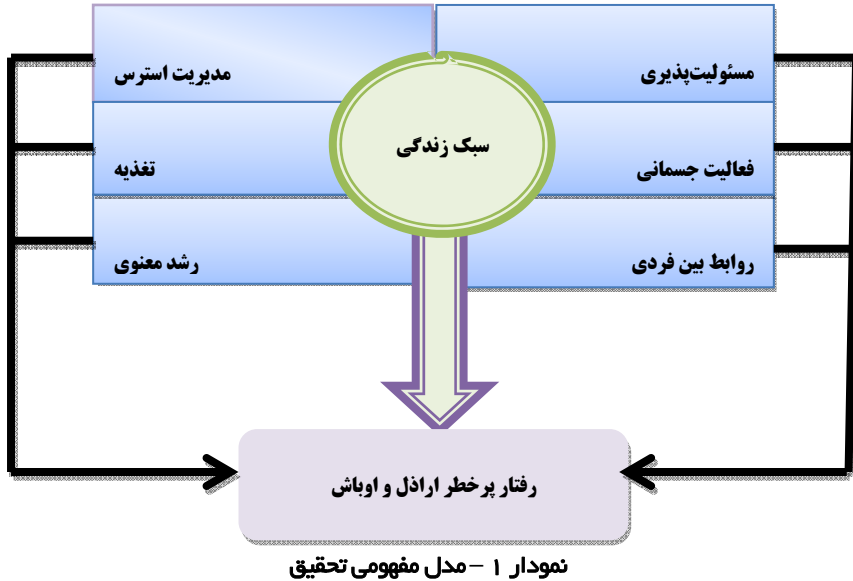 مسئولیت‌پذیری
مدیریت استرس
سبک زندگی
فعالیت جسمانی
تغذیه
روابط بین فردی
رشد معنوی
رفتار پرخطر اراذل و اوباش
نمودار ۱ – مدل مفهومی تحقیق